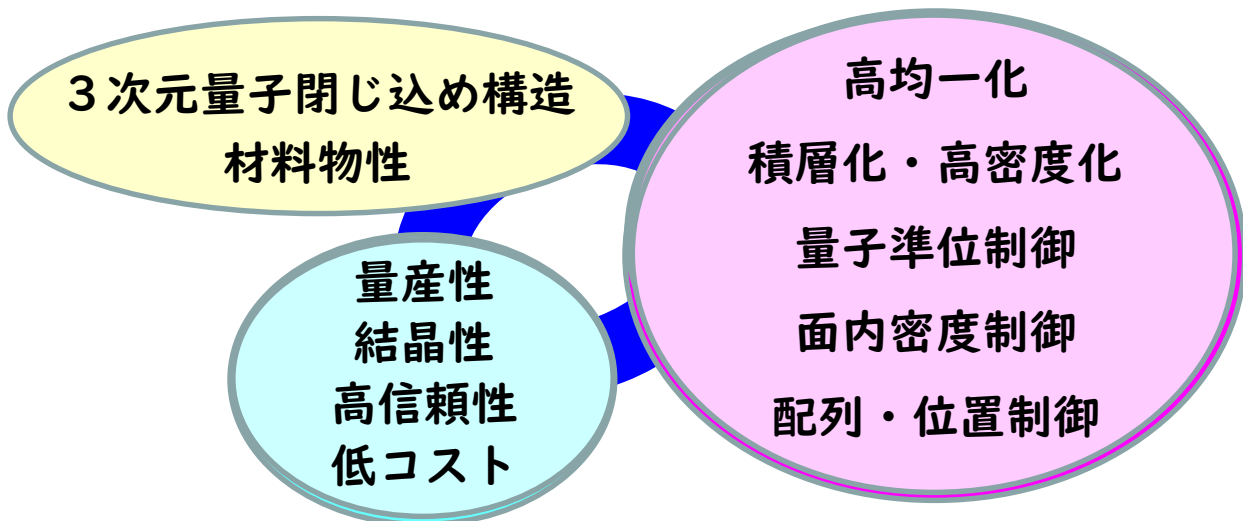 ３次元量子閉じ込め構造
材料物性
高均一化
積層化・高密度化
量子準位制御
面内密度制御
配列・位置制御
量産性
結晶性
高信頼性
低コスト